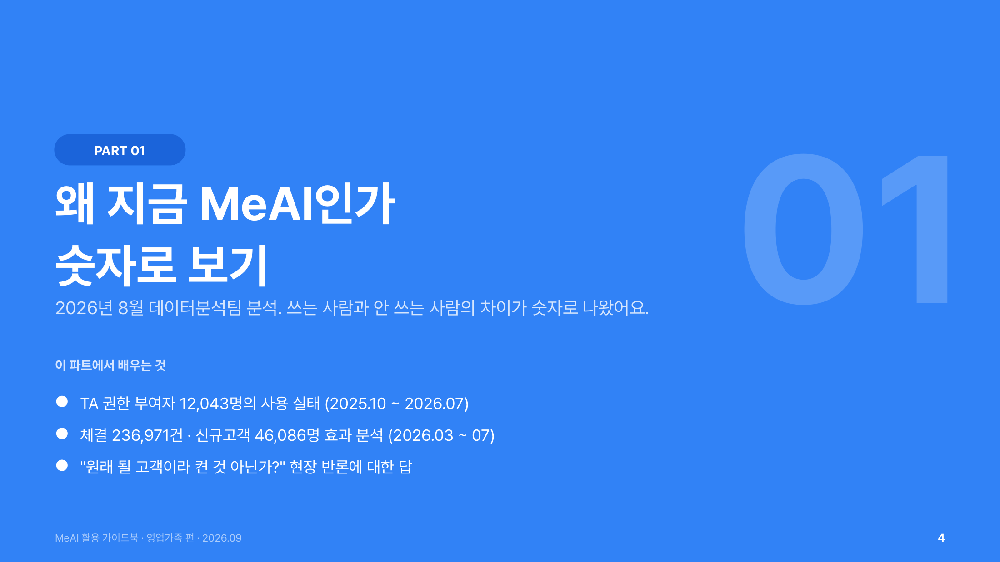 PART 01
왜 지금 MeAI인가
숫자로 보기
01
2026년 8월 데이터분석팀 분석. 쓰는 사람과 안 쓰는 사람의 차이가 숫자로 나왔어요.
이 파트에서 배우는 것
● TA 권한 부여자 12,043명의 사용 실태 (2025.10 ~ 2026.07)
● 체결 236,971건 · 신규고객 46,086명 효과 분석 (2026.03 ~ 07)
● "원래 될 고객이라 켠 것 아닌가?" 현장 반론에 대한 답
MeAI 활용 가이드북 · 영업가족 편 · 2026.09
4